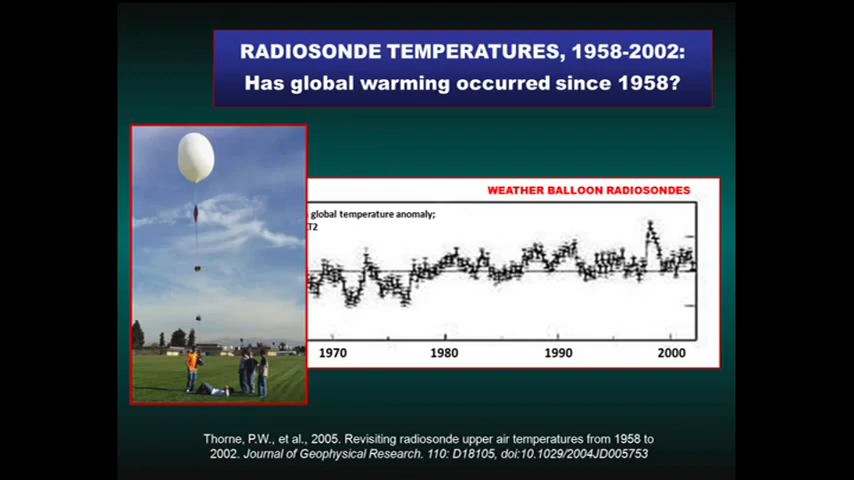 RADIOSONDE TEMPERATURES, 1958-2002:
Has global warming occurred since 1958?
WEATHER BALLOON RADIOSONDES
global temperature anomaly;
T2
1970 1980 1990 2000
Thorne, P.W., et al., 2005. Revisiting radiosonde upper air temperatures from 1958 to
2002. Journal of Geophysical Research. 110: D18105, doi:10.1029/2004JD005753